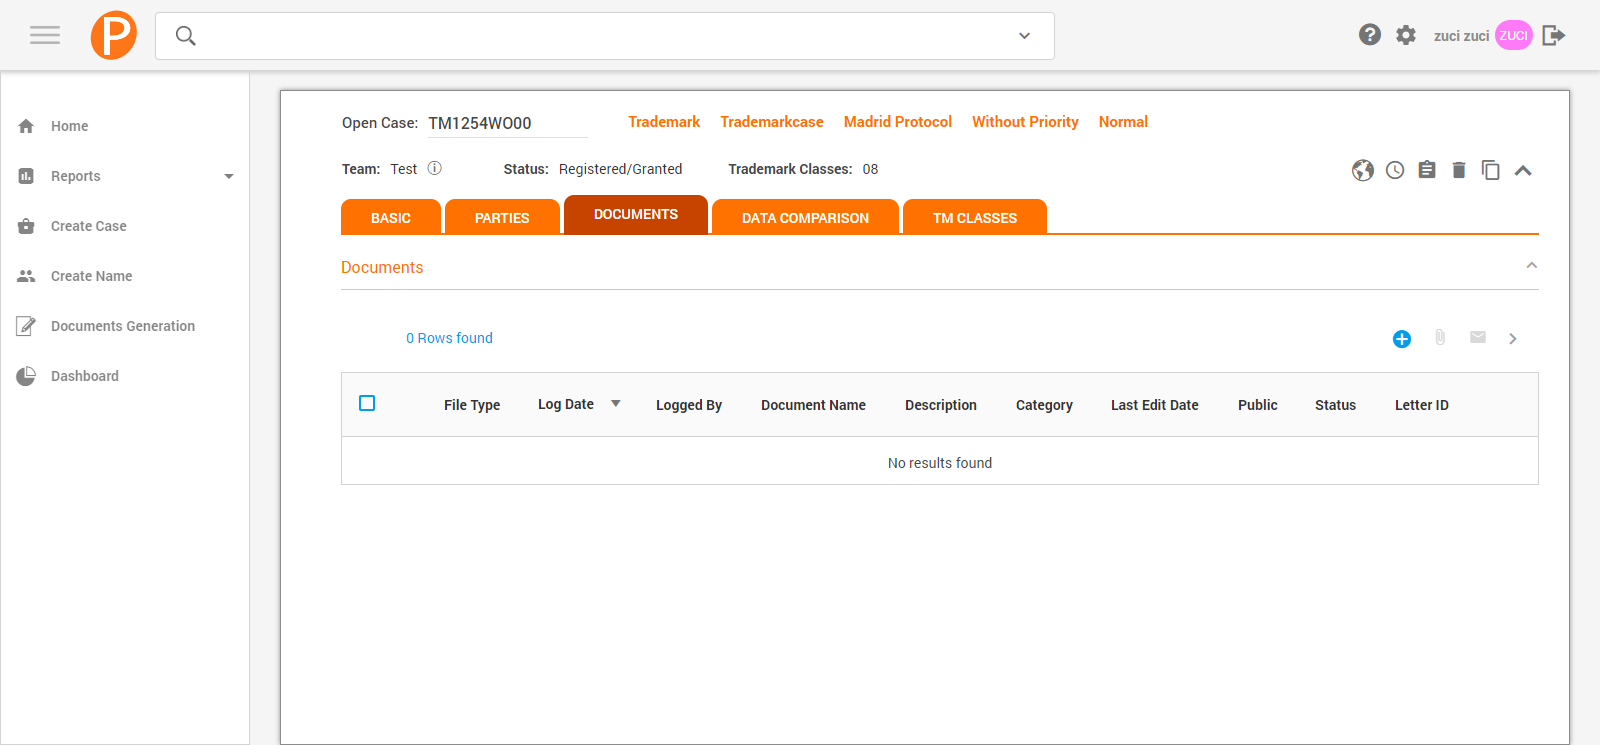 P
? zuci zuci ZUCI
Home
Reports
Create Case
Create Name
Documents Generation
Dashboard
Open Case: TM1254WO00 Trademark Trademarkcase Madrid Protocol Without Priority Normal
Team: Test i Status: Registered/Granted Trademark Classes: 08
BASIC PARTIES DOCUMENTS DATA COMPARISON TM CLASSES
Documents
0 Rows found
File Type Log Date Logged By Document Name Description Category Last Edit Date Public Status Letter ID
No results found